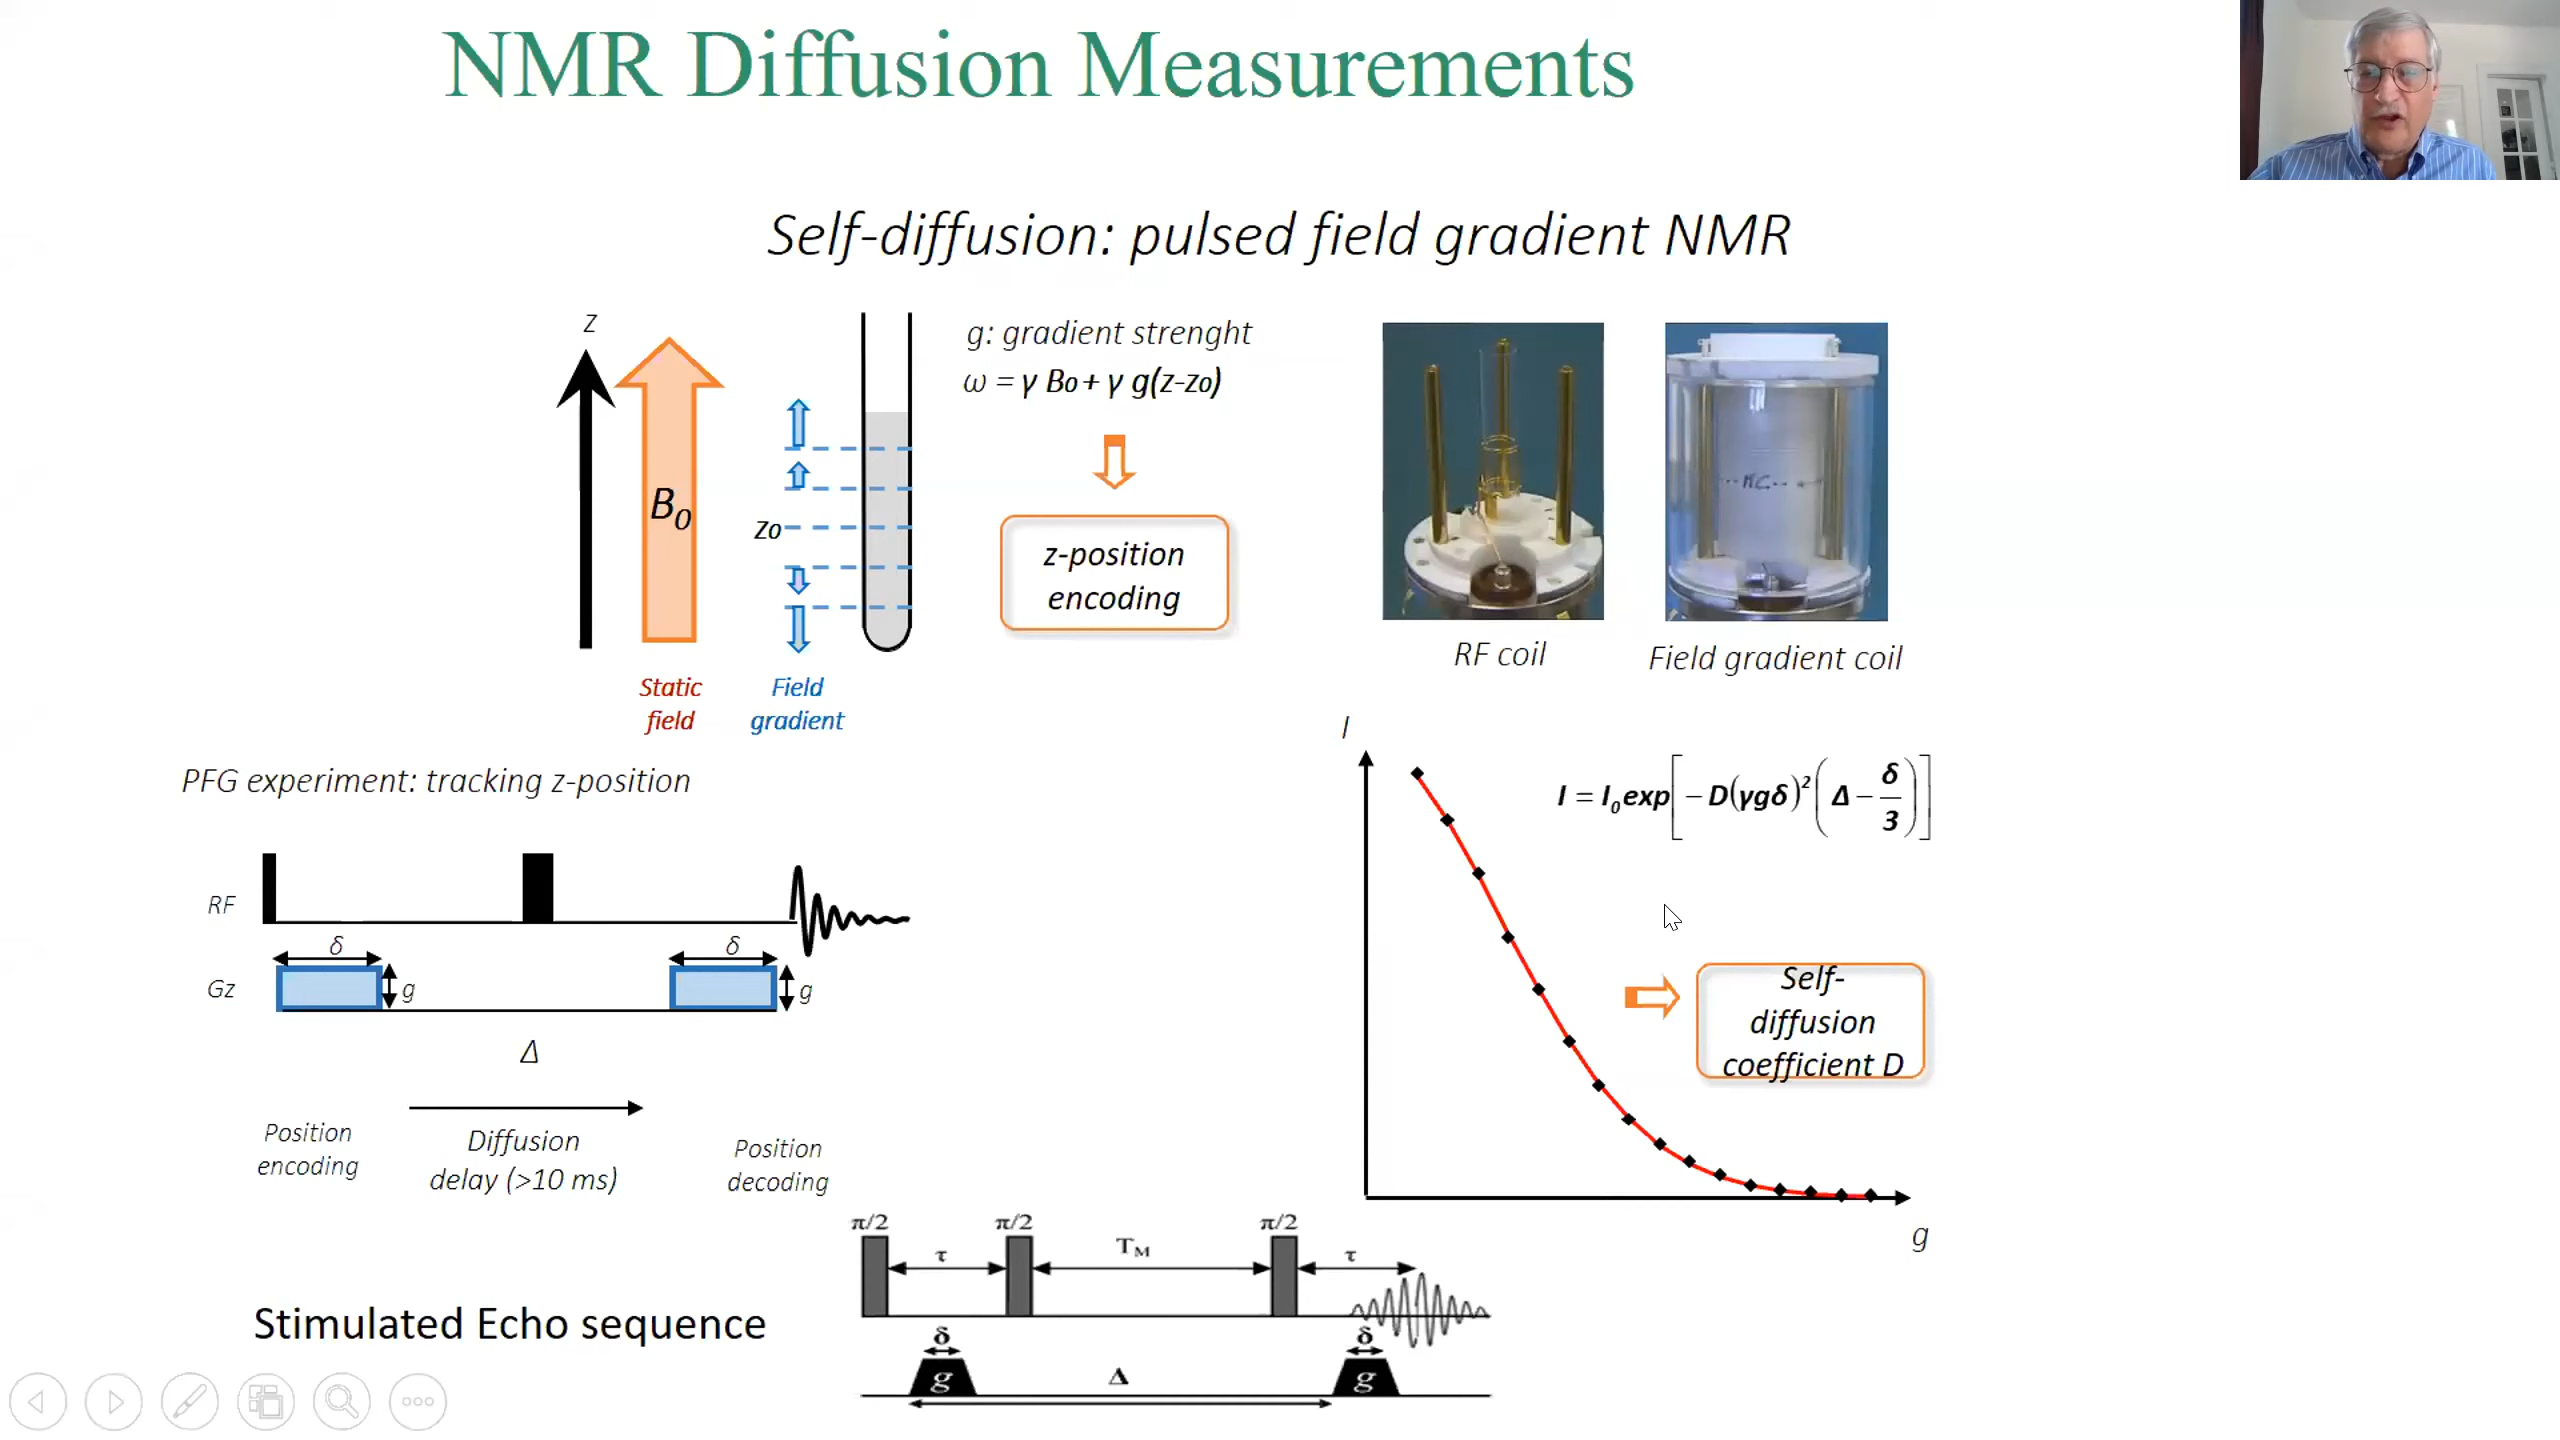 NMR Diffusion Measurements
Self-diffusion: pulsed field gradient NMR
z
B0
z0
Static
field
Field
gradient
g: gradient strenght
ω = γ B0 + γ g(z-z0)
z-position
encoding
RF coil
Field gradient coil
PFG experiment: tracking z-position
RF
δ
δ
Gz
g
g
Δ
Position
encoding
Diffusion
delay (>10 ms)
Position
decoding
I
I = I0exp[-D(γgδ)²(Δ-δ/3)]
Self-
diffusion
coefficient D
g
Stimulated Echo sequence
π/2
π/2
π/2
τ
TM
τ
δ
δ
g
Δ
g